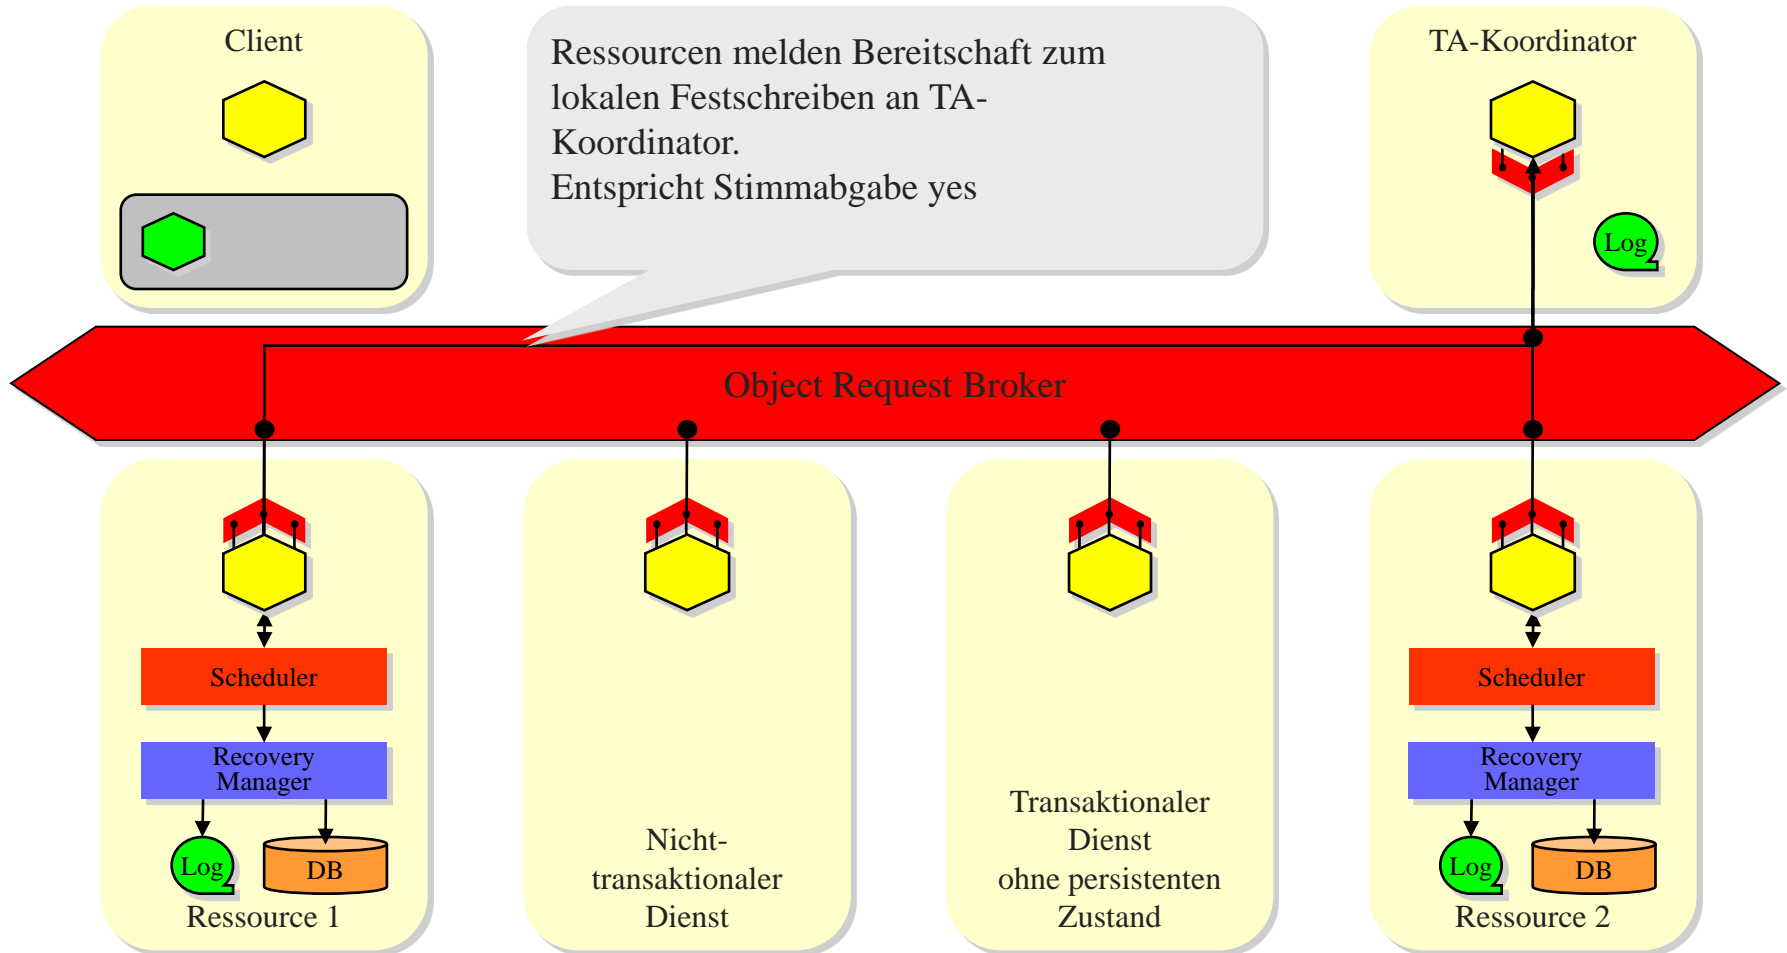 Client
Ressourcen melden Bereitschaft zum
lokalen Festschreiben an TA-
Koordinator.
Entspricht Stimmabgabe yes
TA-Koordinator
Log
Object Request Broker
Scheduler
Recovery
Manager
Log
DB
Ressource 1
Nicht-
transaktionaler
Dienst
Transaktionaler
Dienst
ohne persistenten
Zustand
Scheduler
Recovery
Manager
Log
DB
Ressource 2